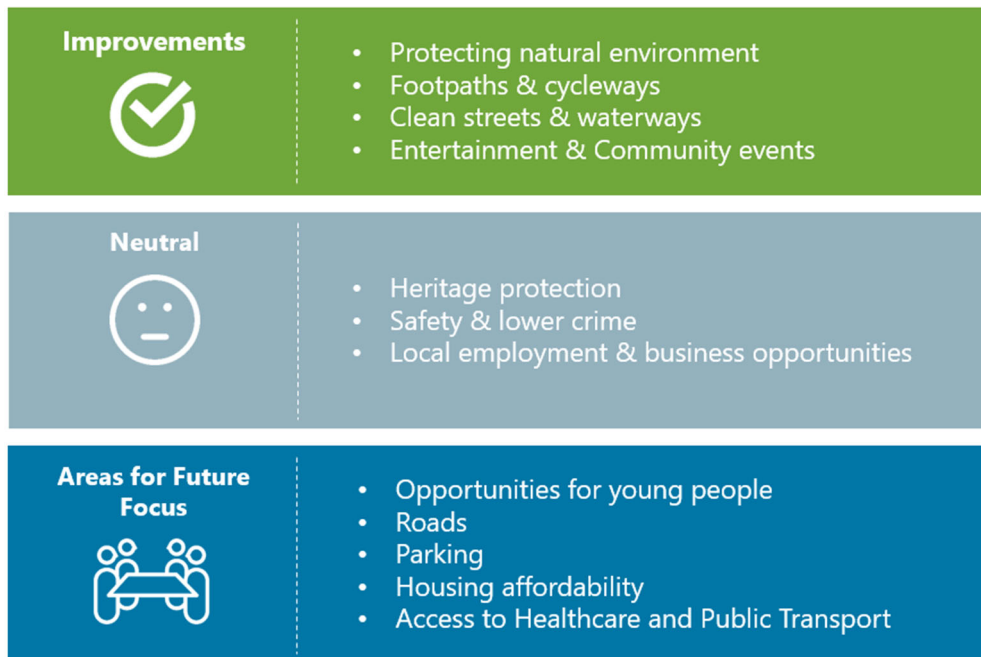 Improvements
• Protecting natural environment
• Footpaths & cycleways
• Clean streets & waterways
• Entertainment & Community events
Neutral
• Heritage protection
• Safety & lower crime
• Local employment & business opportunities
Areas for Future
Focus
• Opportunities for young people
• Roads
• Parking
• Housing affordability
• Access to Healthcare and Public Transport